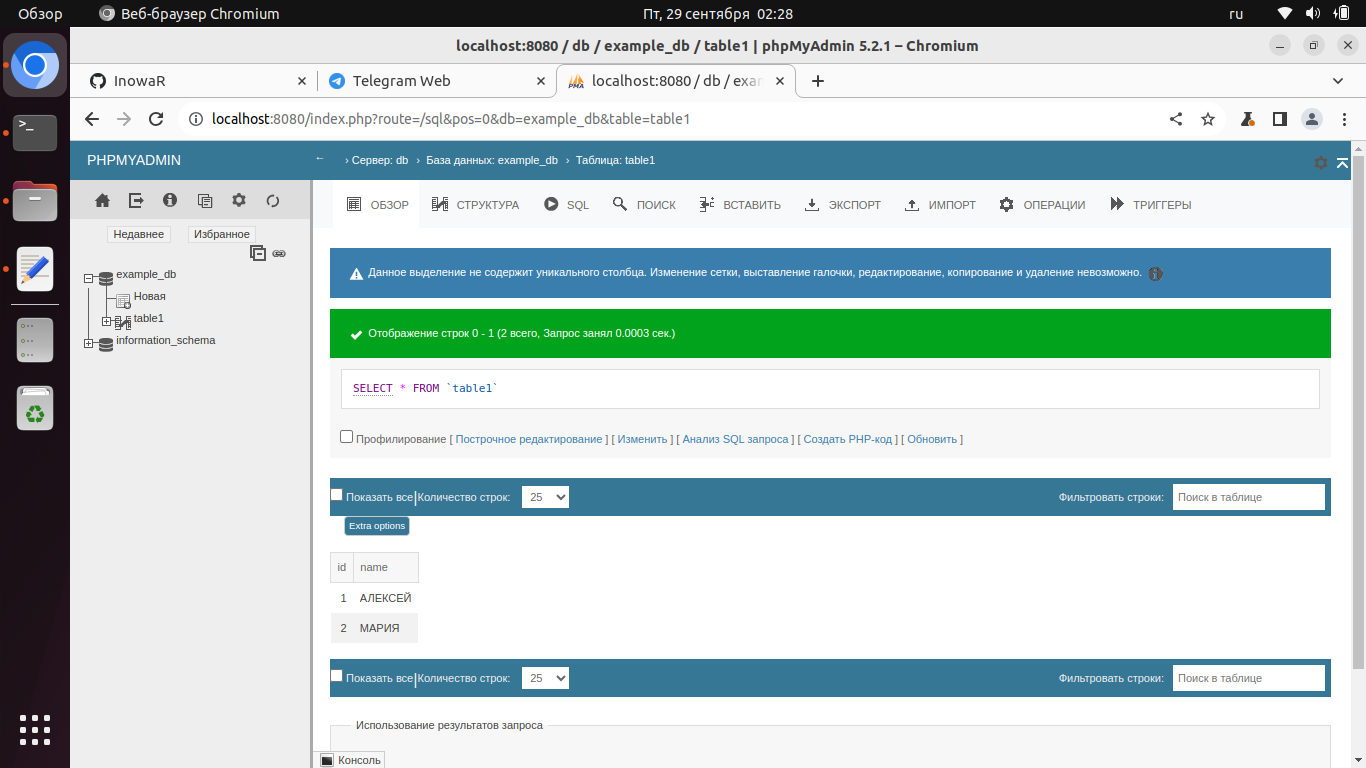 Обзор
Веб-браузер Chromium
Пт, 29 сентября 02:28
ru
localhost:8080 / db / example_db / table1 | phpMyAdmin 5.2.1 – Chromium
InowaR
Telegram Web
localhost:8080 / db / exam
localhost:8080/index.php?route=/sql&pos=0&db=example_db&table=table1
PHPMYADMIN
← › Сервер: db › База данных: example_db › Таблица: table1
ОБЗОР СТРУКТУРА SQL ПОИСК ВСТАВИТЬ ЭКСПОРТ ИМПОРТ ОПЕРАЦИИ ТРИГГЕРЫ
Недавнее Избранное
example_db
Новая
table1
information_schema
Данное выделение не содержит уникального столбца. Изменение сетки, выставление галочки, редактирование, копирование и удаление невозможно.
Отображение строк 0 - 1 (2 всего, Запрос занял 0.0003 сек.)
SELECT * FROM `table1`
Профилирование [ Построчное редактирование ] [ Изменить ] [ Анализ SQL запроса ] [ Создать PHP-код ] [ Обновить ]
Показать все | Количество строк: 25 Фильтровать строки: Поиск в таблице
Extra options
id name
1 АЛЕКСЕЙ
2 МАРИЯ
Показать все | Количество строк: 25 Фильтровать строки: Поиск в таблице
Использование результатов запроса
Консоль